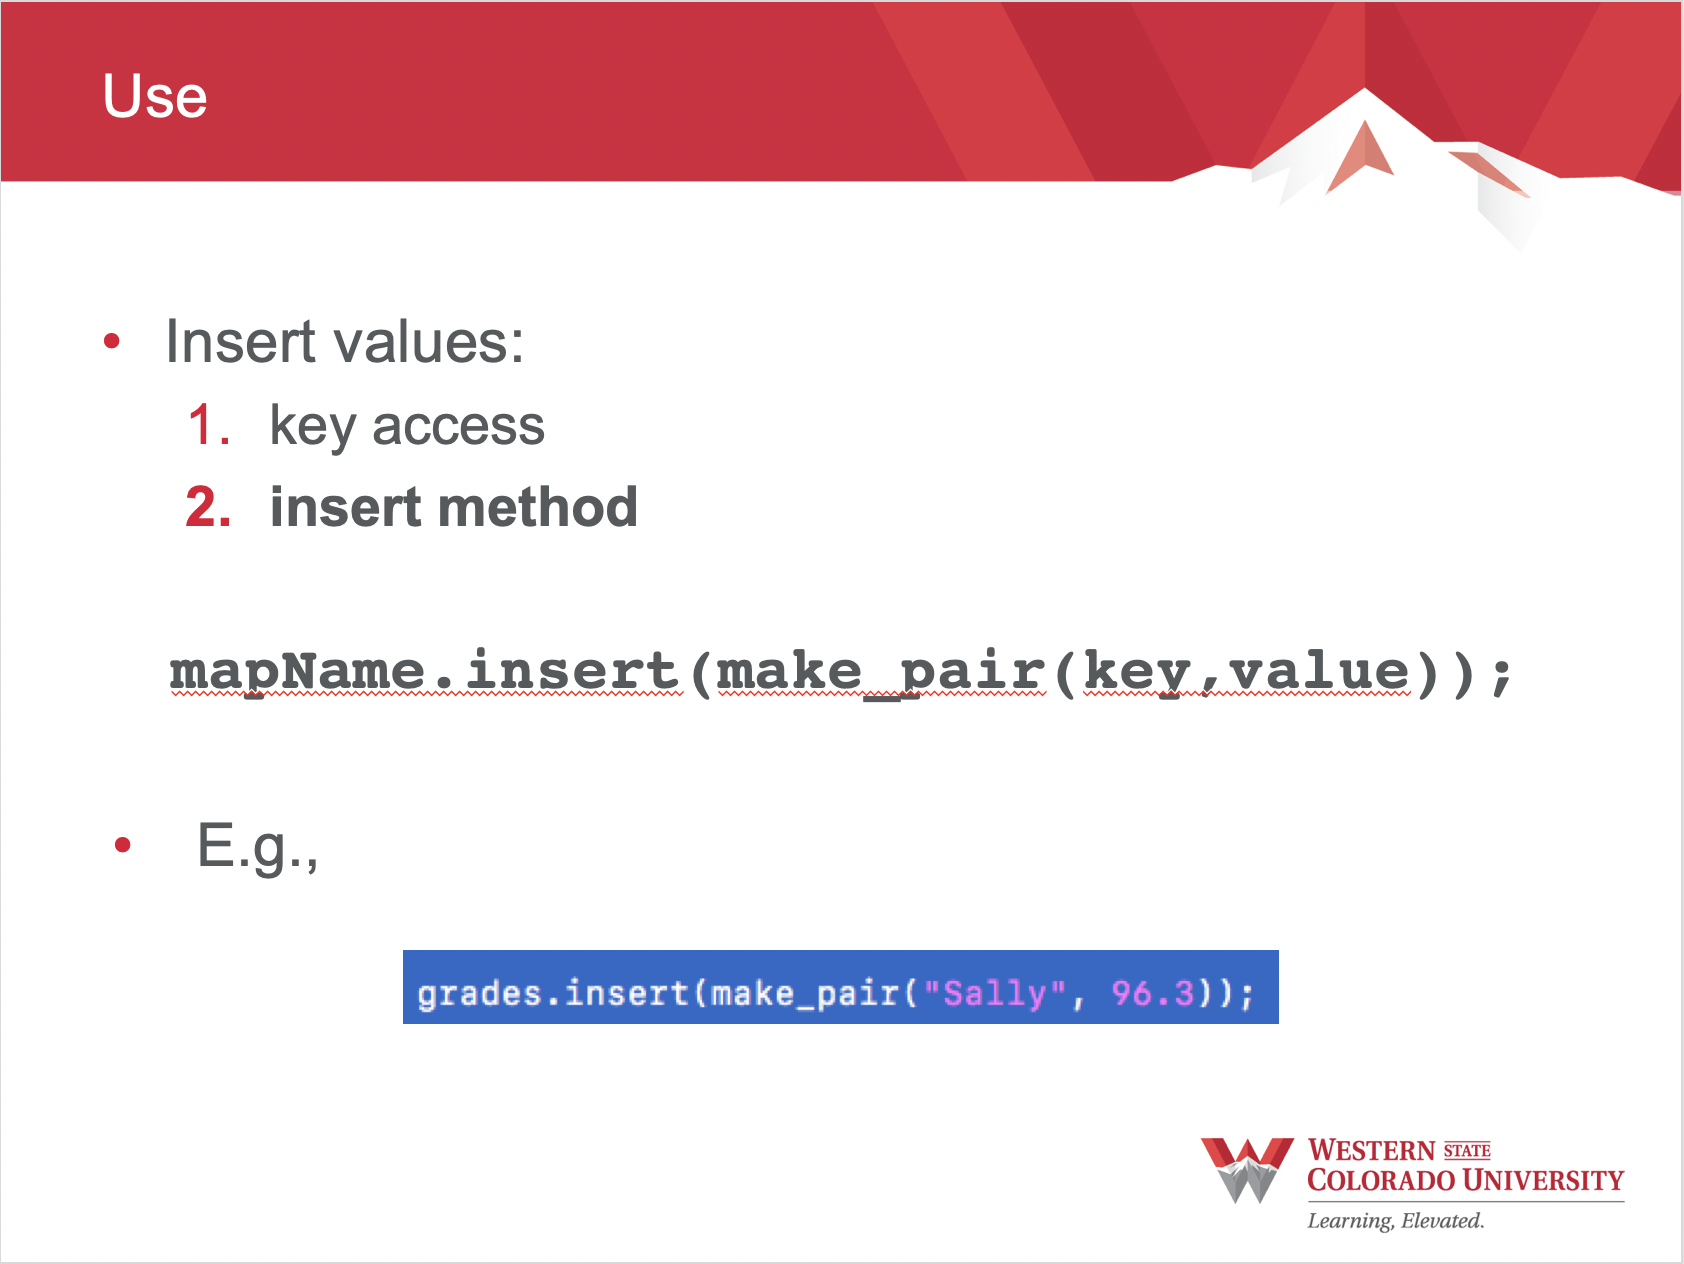 Use
• Insert values:
1. key access
2. insert method
mapName.insert(make_pair(key,value));
• E.g.,
grades.insert(make_pair("Sally", 96.3));
WESTERN STATE
COLORADO UNIVERSITY
Learning, Elevated.